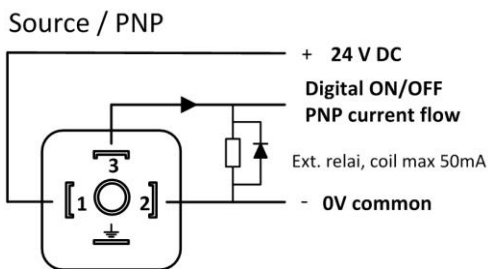 Source / PNP
+ 24 V DC
Digital ON/OFF
PNP current flow
3
Ext. relai, coil max 50mA
1 2
- 0V common